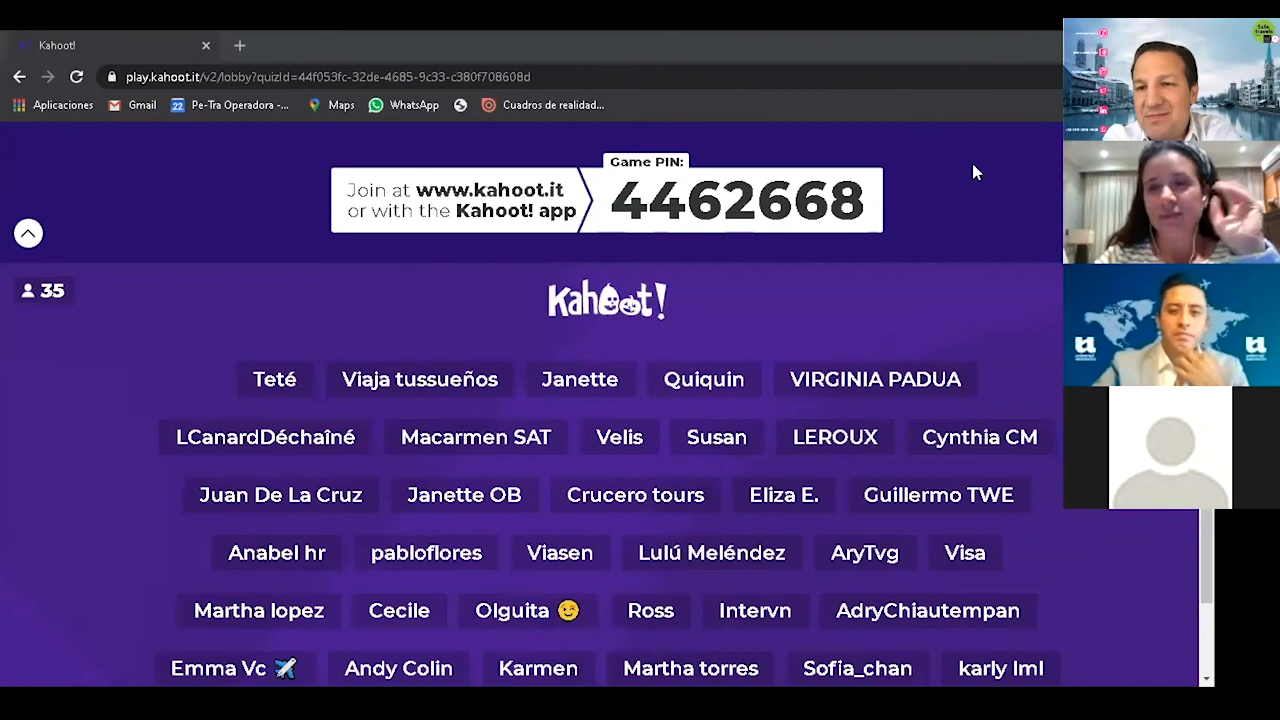 Kahoot!
play.kahoot.it/v2/lobby?quizId=44f053fc-32de-4685-9c33-c380f708608d
Aplicaciones Gmail 22 Pe-Tra Operadora -... Maps WhatsApp Cuadros de realidad...
Safe travels
Game PIN:
Join at www.kahoot.it
or with the Kahoot! app
4462668
35
Kahoot!
Teté Viaja tussueños Janette Quiquin VIRGINIA PADUA
LCanardDéchaîné Macarmen SAT Velis Susan LEROUX Cynthia CM
Juan De La Cruz Janette OB Crucero tours Eliza E. Guillermo TWE
Anabel hr pabloflores Viasen Lulú Meléndez AryTvg Visa
Martha lopez Cecile Olguita 😉 Ross Intervn AdryChiautempan
Emma Vc ✈️ Andy Colin Karmen Martha torres Sofia_chan karly lml